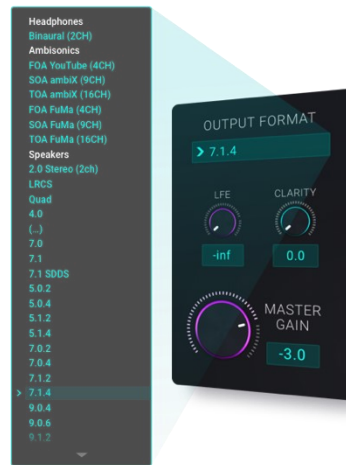 Headphones
Binaural (2CH)
Ambisonics
FOA YouTube (4CH)
SOA ambiX (9CH)
TOA ambiX (16CH)
FOA FuMa (4CH)
SOA FuMa (9CH)
TOA FuMa (16CH)
Speakers
2.0 Stereo (2ch)
LRCS
Quad
4.0
(...)
7.0
7.1
7.1 SDDS
5.0.2
5.0.4
5.1.2
5.1.4
7.0.2
7.0.4
7.1.2
> 7.1.4
9.0.4
9.0.6
9.1.2
OUTPUT FORMAT
> 7.1.4
LFE
CLARITY
-inf
0.0
MASTER
GAIN
-3.0